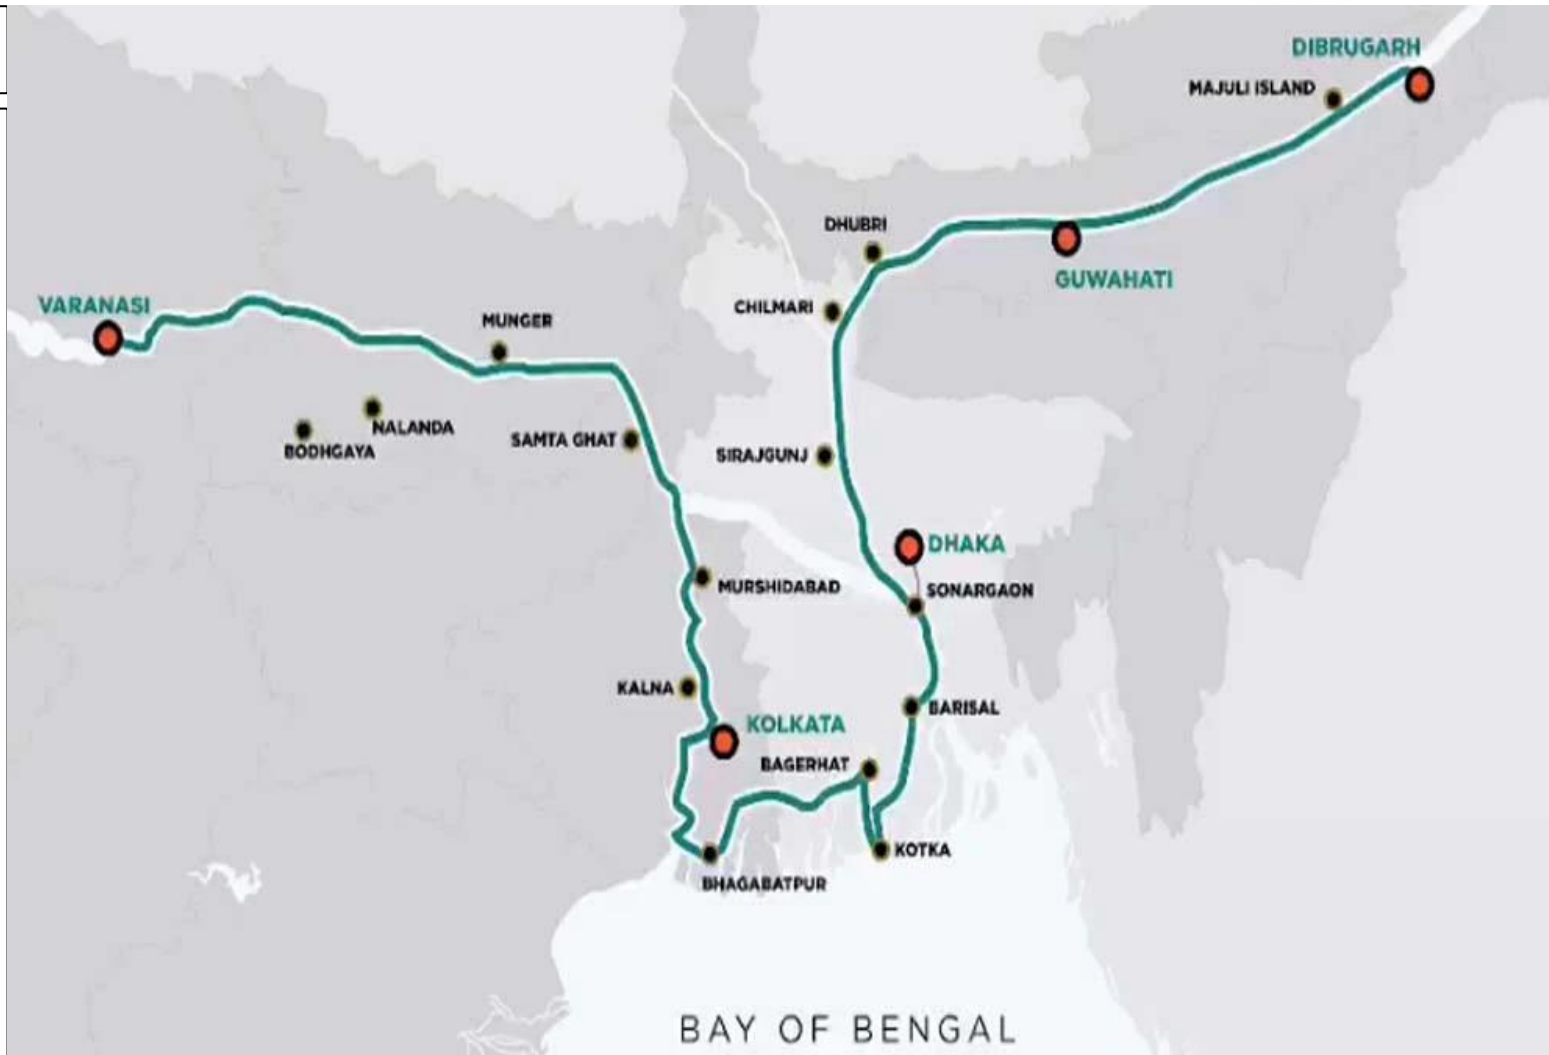 DIBRUGARH
MAJULI ISLAND
DHUBRI
GUWAHATI
VARANASI
CHILMARI
MUNGER
NALANDA
BODHGAYA
SAMTA GHAT
SIRAJGUNJ
DHAKA
MURSHIDABAD
SONARGAON
KALNA
BARISAL
KOLKATA
BAGERHAT
KOTKA
BHAGABATPUR
BAY OF BENGAL